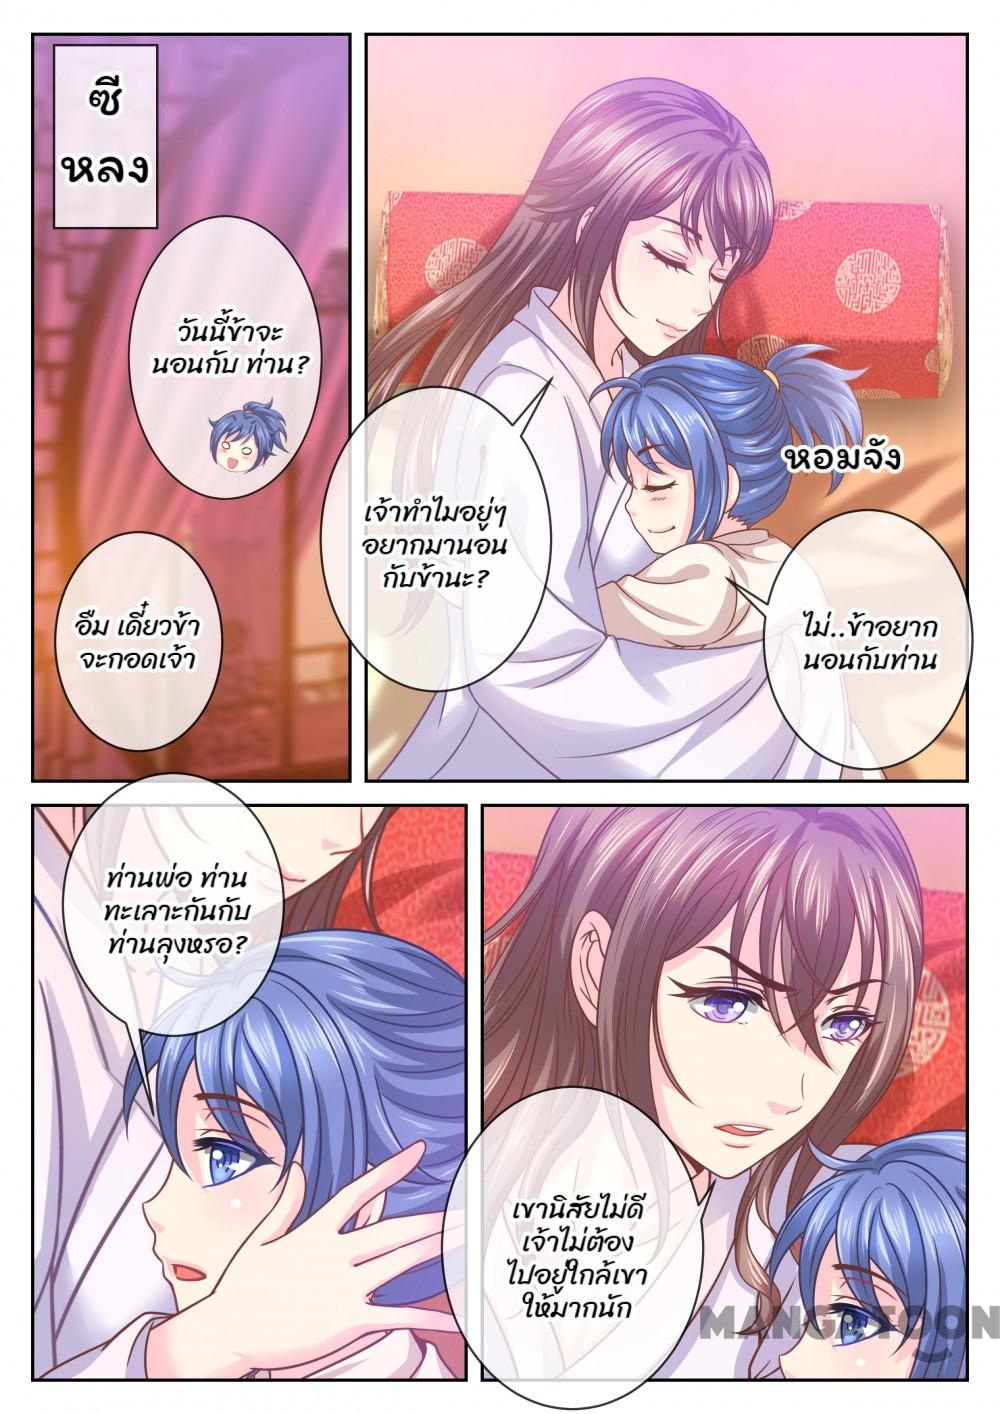 ซี
หลง
วันนี้ข้าจะ
นอนกับ ท่าน?
อืม เดี๋ยวข้า
จะกอดเจ้า
เจ้าทำไมอยู่ๆ
อยากมานอน
กับข้านะ?
หอมจัง
ไม่..ข้าอยาก
นอนกับท่าน
ท่านพ่อ ท่าน
ทะเลาะกันกับ
ท่านลุงหรอ?
เขานิสัยไม่ดี
เจ้าไม่ต้อง
ไปอยู่ใกล้เขา
ให้มากนัก
MANGATOON